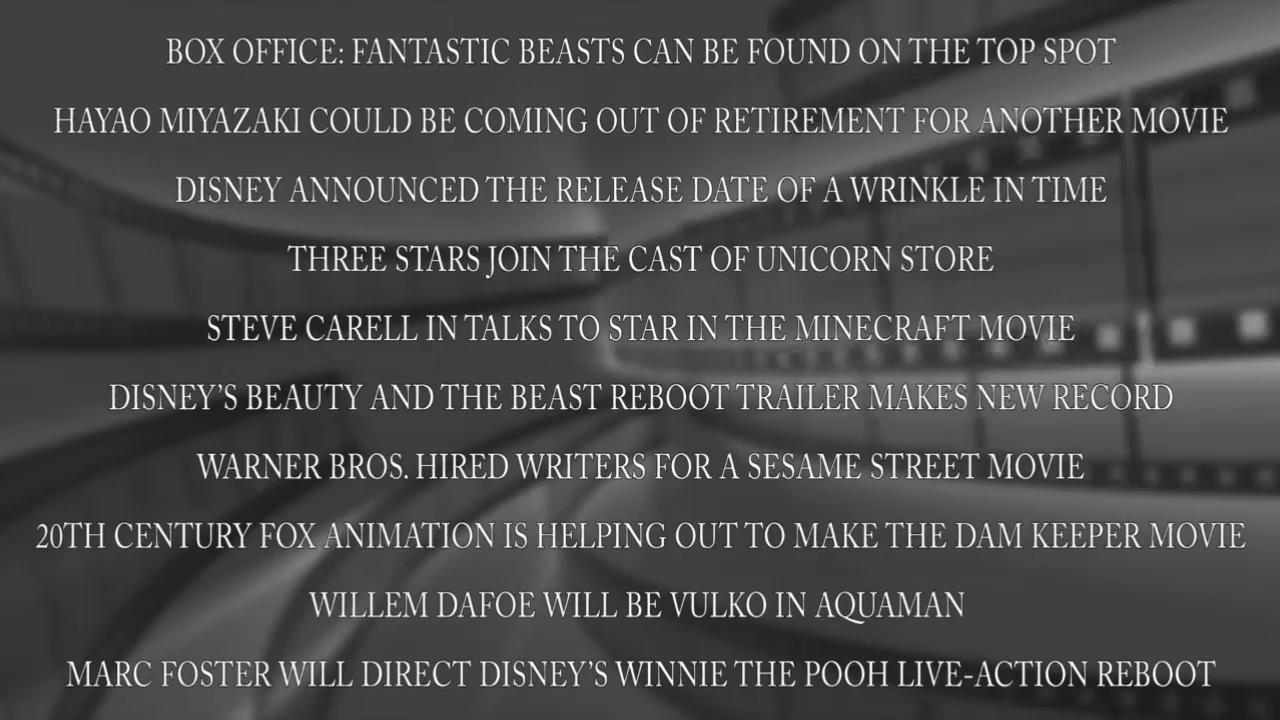 BOX OFFICE: FANTASTIC BEASTS CAN BE FOUND ON THE TOP SPOT
HAYAO MIYAZAKI COULD BE COMING OUT OF RETIREMENT FOR ANOTHER MOVIE
DISNEY ANNOUNCED THE RELEASE DATE OF A WRINKLE IN TIME
THREE STARS JOIN THE CAST OF UNICORN STORE
STEVE CARELL IN TALKS TO STAR IN THE MINECRAFT MOVIE
DISNEY’S BEAUTY AND THE BEAST REBOOT TRAILER MAKES NEW RECORD
WARNER BROS. HIRED WRITERS FOR A SESAME STREET MOVIE
20TH CENTURY FOX ANIMATION IS HELPING OUT TO MAKE THE DAM KEEPER MOVIE
WILLEM DAFOE WILL BE VULKO IN AQUAMAN
MARC FOSTER WILL DIRECT DISNEY’S WINNIE THE POOH LIVE-ACTION REBOOT